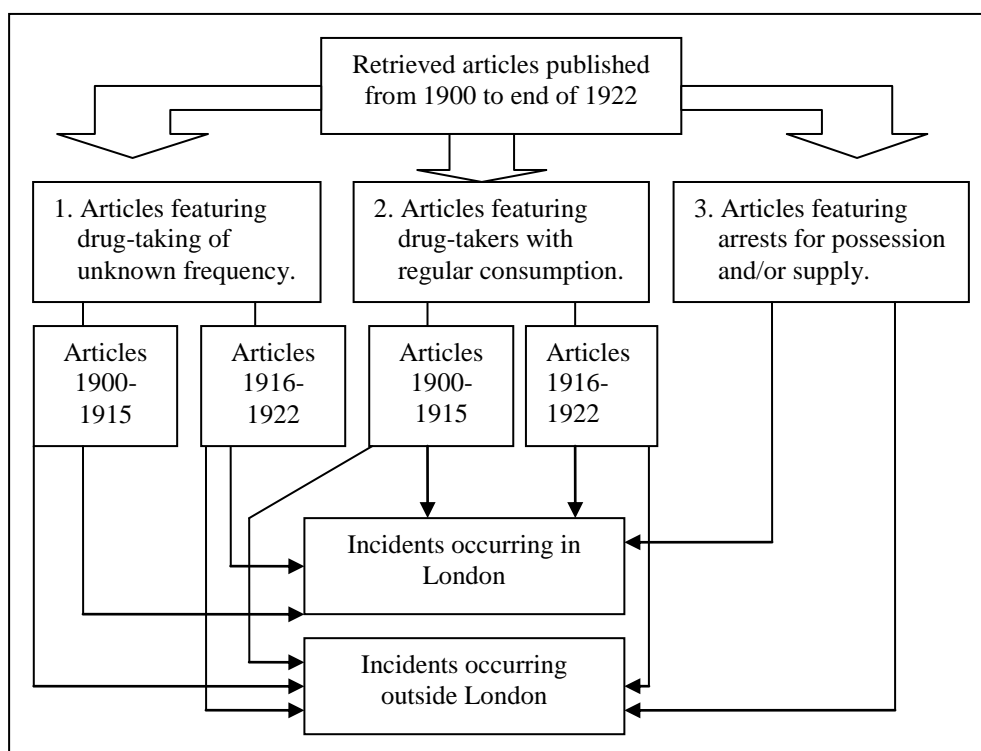 Retrieved articles published
from 1900 to end of 1922
1. Articles featuring
drug-taking of
unknown frequency.
2. Articles featuring
drug-takers with
regular consumption.
3. Articles featuring
arrests for possession
and/or supply.
Articles
1900-
1915
Articles
1916-
1922
Articles
1900-
1915
Articles
1916-
1922
Incidents occurring in
London
Incidents occurring
outside London